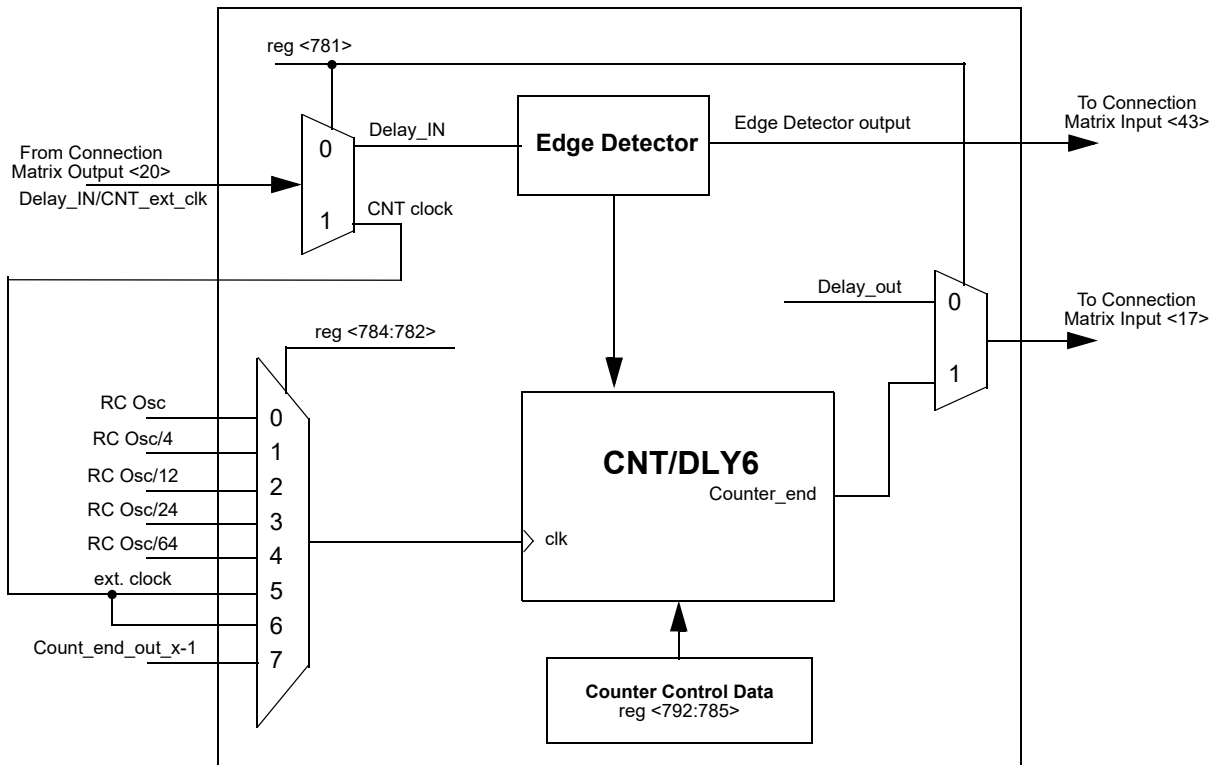 reg <781>
0
1
Delay_IN
CNT clock
From Connection
Matrix Output <20>
Delay_IN/CNT_ext_clk
Edge Detector
Edge Detector output
To Connection
Matrix Input <43>
Delay_out
0
1
To Connection
Matrix Input <17>
reg <784:782>
RC Osc
RC Osc/4
RC Osc/12
RC Osc/24
RC Osc/64
ext. clock
Count_end_out_x-1
0
1
2
3
4
5
6
7
CNT/DLY6
Counter_end
clk
Counter Control Data
reg <792:785>